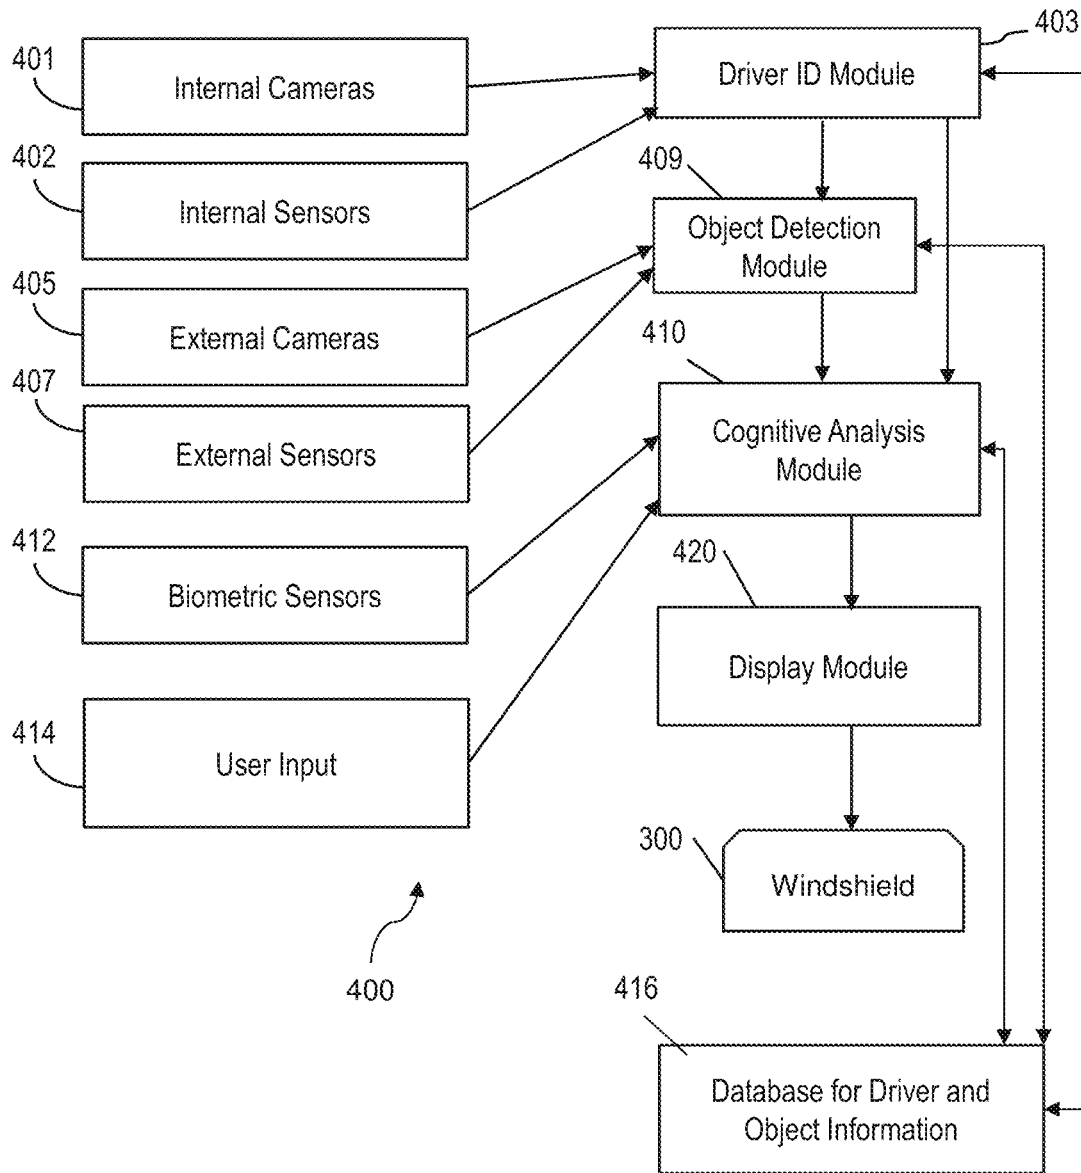 403
401
Internal Cameras
Driver ID Module
402
Internal Sensors
409
Object Detection
Module
405
External Cameras
410
407
External Sensors
Cognitive Analysis
Module
412
Biometric Sensors
420
Display Module
414
User Input
300
Windshield
400
416
Database for Driver and
Object Information